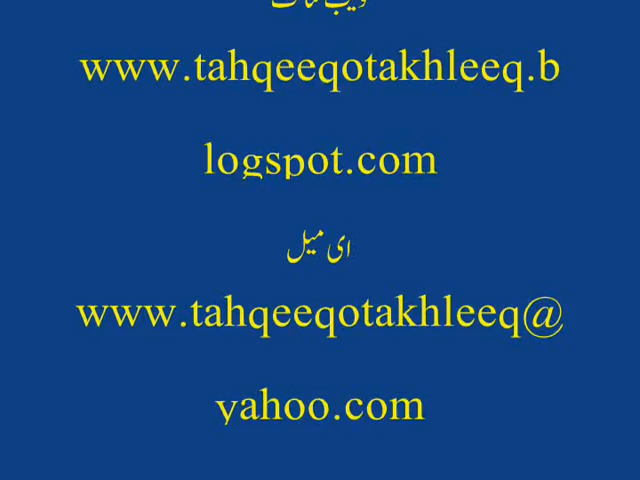 www.tahqeeqotakhleeq.b
logspot.com
ای میل
www.tahqeeqotakhleeq@
yahoo.com